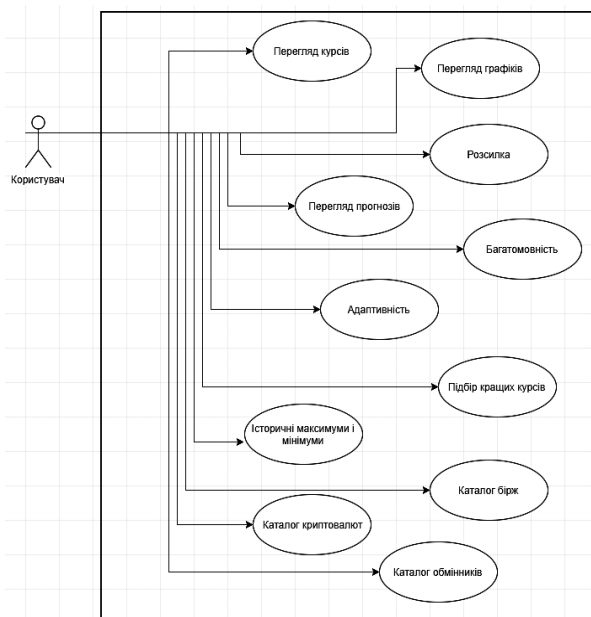 Перегляд курсів
Перегляд графіків
Користувач
Розсилка
Перегляд прогнозів
Багатомовність
Адаптивність
Підбір кращих курсів
Історичні максимуми і
мінімуми
Каталог бірж
Каталог криптовалют
Каталог обмінників